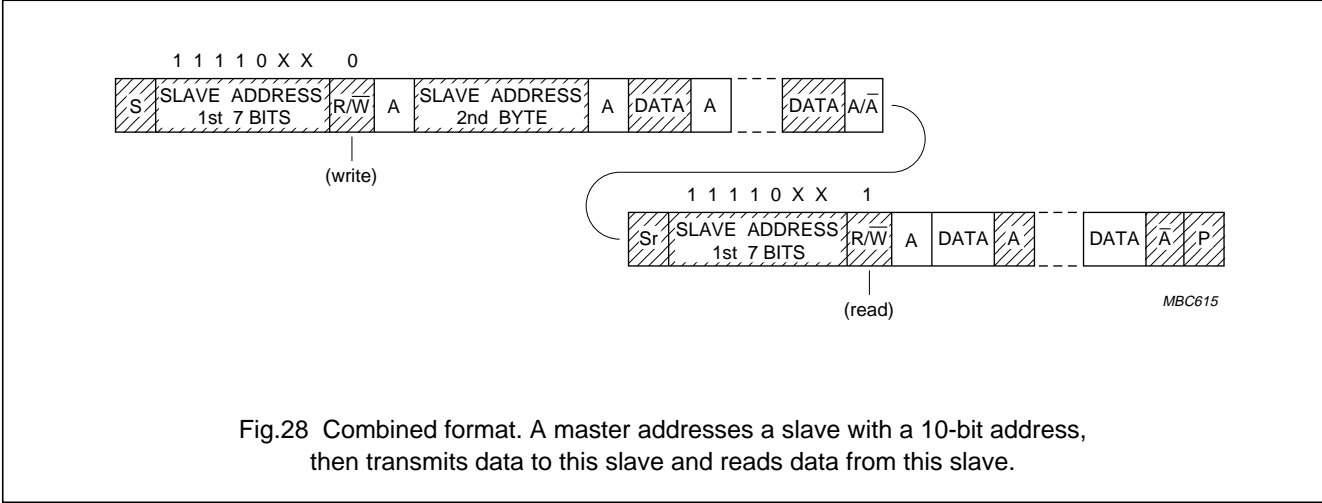 1 1 1 1 0 X X 0
S SLAVE ADDRESS 1st 7 BITS R/W̅ A SLAVE ADDRESS 2nd BYTE A DATA A DATA A/A̅
(write)
1 1 1 1 0 X X 1
Sr SLAVE ADDRESS 1st 7 BITS R/W̅ A DATA A DATA A̅ P
(read)
MBC615
Fig.28 Combined format. A master addresses a slave with a 10-bit address,
then transmits data to this slave and reads data from this slave.